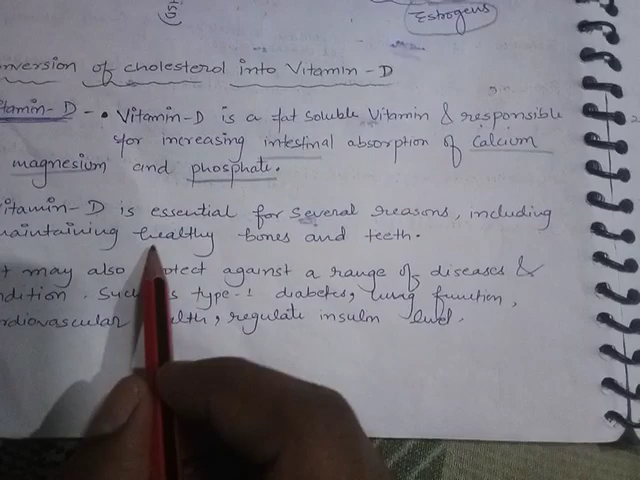 Estrogens
nversion of cholesterol into Vitamin-D
itamin-D - • Vitamin-D is a fat soluble Vitamin & responsible
for increasing intestinal absorption of Calcium
magnesium and phosphate.
itamin-D is essential for several reasons, including
aintaining healthy bones and teeth.
t may also otect against a range of diseases &
ndition. Suc s type-1 diabetes, lung function,
rdiovascular lth, regulate insulin level.